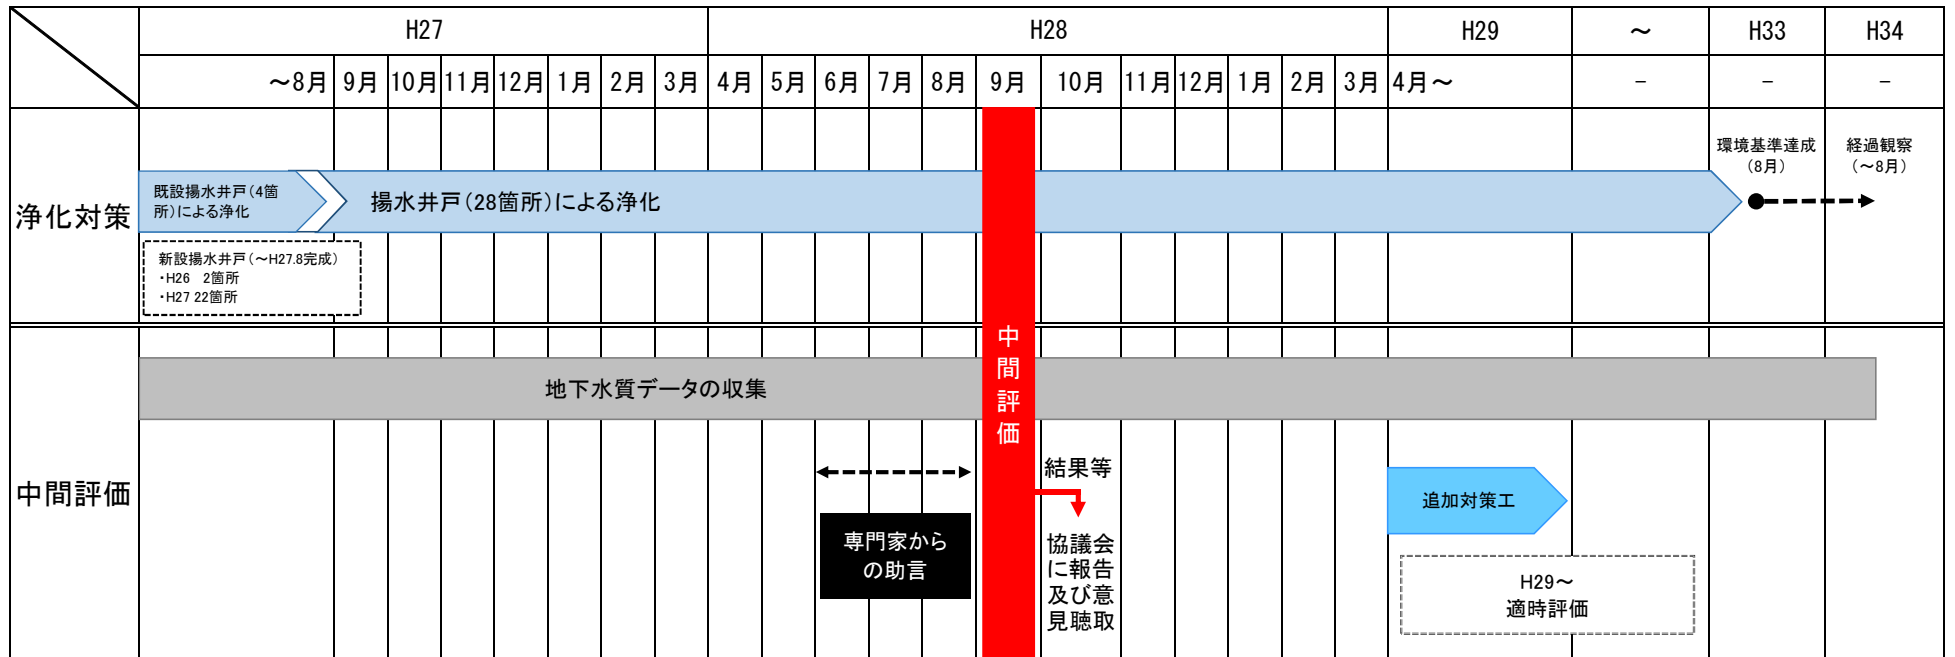 H27 H28 H29 ～ H33 H34
～8月 9月 10月 11月 12月 1月 2月 3月 4月 5月 6月 7月 8月 9月 10月 11月 12月 1月 2月 3月 4月～ － － －
浄化対策
既設揚水井戸（4箇
所）による浄化
揚水井戸（28箇所）による浄化
環境基準達成
（8月）
経過観察
（～8月）
新設揚水井戸（～H27.8完成）
・H26 2箇所
・H27 22箇所
中間評価
中間評価
地下水質データの収集
専門家から
の助言
結果等
協議会
に報告
及び意
見聴取
追加対策工
H29～
適時評価